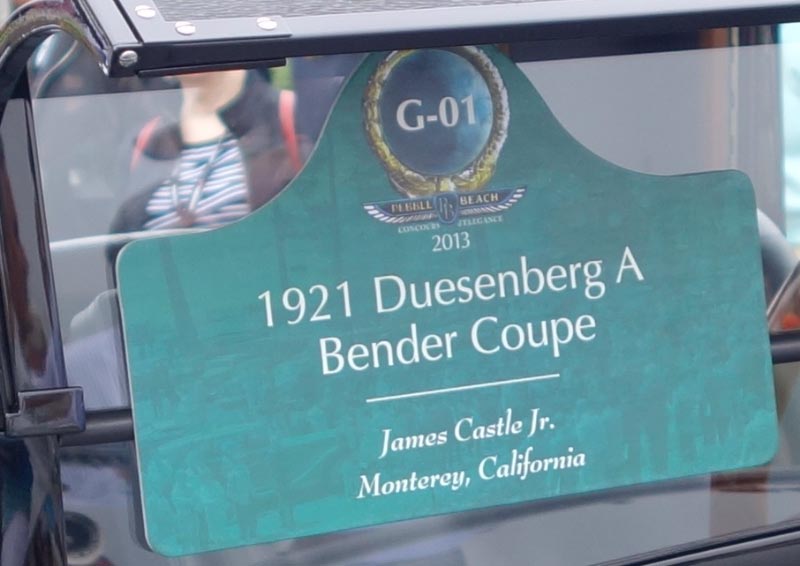 G-01
PEBBLE BEACH
CONCOURS D'ELEGANCE
2013
1921 Duesenberg A
Bender Coupe
James Castle Jr.
Monterey, California